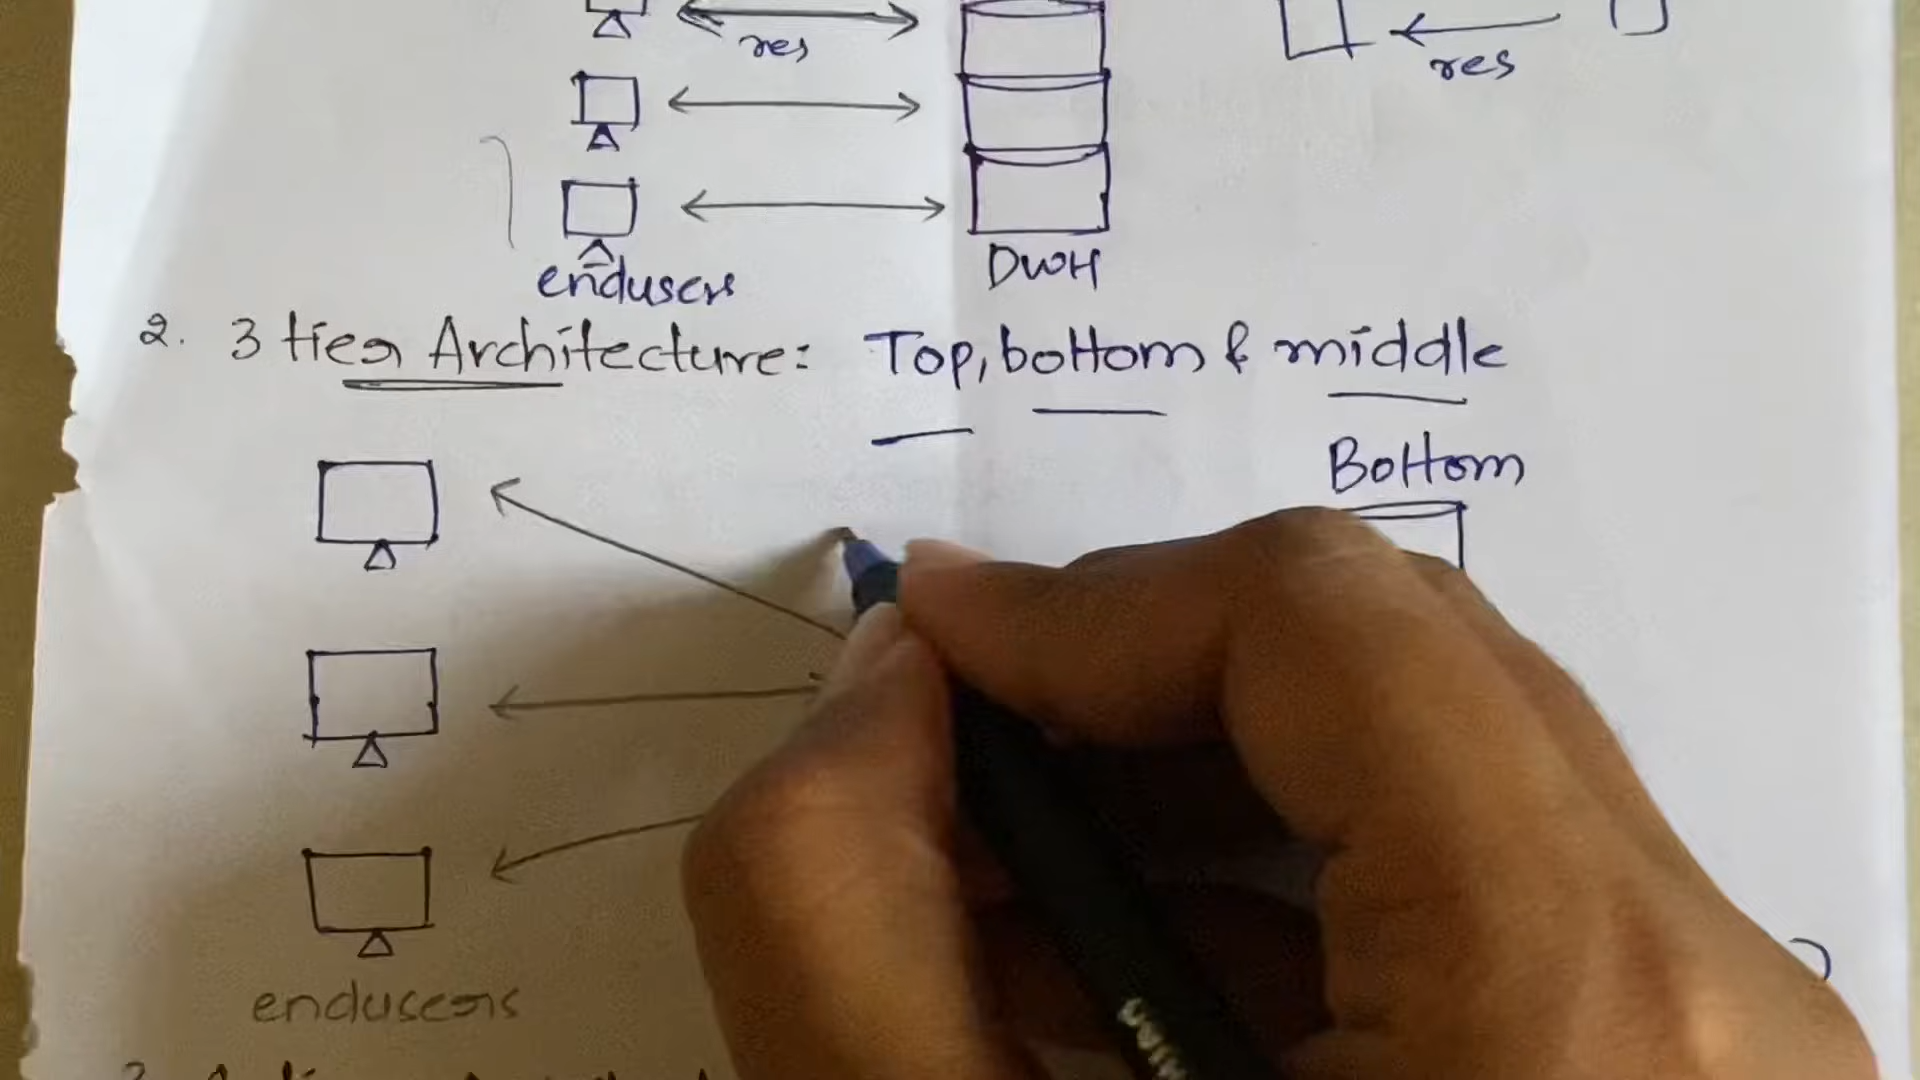 res
res
endusers
DWH
2. 3 tier Architecture: Top, bottom & middle
Bottom
endusers